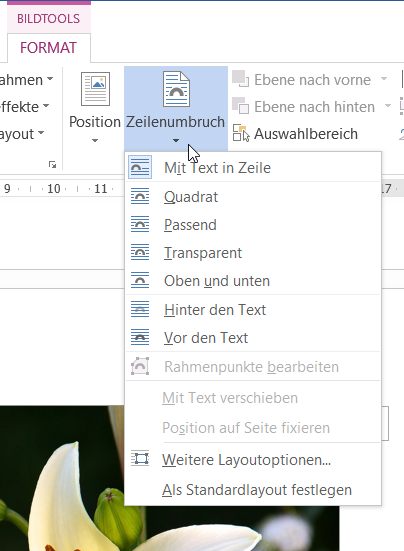 BILDTOOLS
FORMAT
ahmen
effekte
ayout
Position
Zeilenumbruch
Ebene nach vorne
Ebene nach hinten
Auswahlbereich
9 10 11 17
Mit Text in Zeile
Quadrat
Passend
Transparent
Oben und unten
Hinter den Text
Vor den Text
Rahmenpunkte bearbeiten
Mit Text verschieben
Position auf Seite fixieren
Weitere Layoutoptionen...
Als Standardlayout festlegen